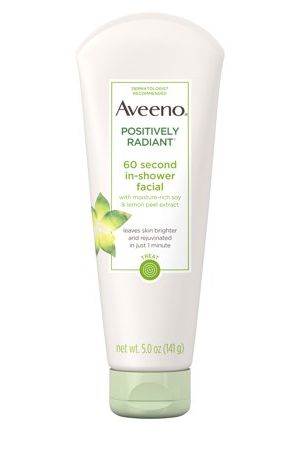 DERMATOLOGIST
RECOMMENDED
Aveeno®
POSITIVELY
RADIANT®
60 second
in-shower
facial
with moisture-rich soy
& lemon peel extract
leaves skin brighter
and rejuvinated
in just 1 minute
TREAT
net wt. 5.0 oz (141 g)